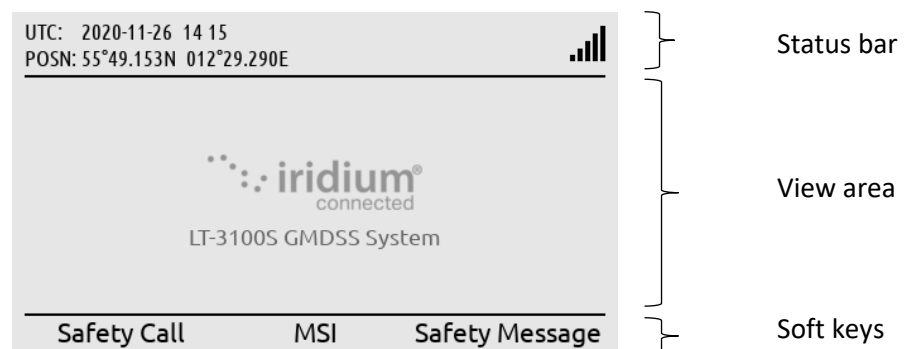 UTC: 2020-11-26 14 15
POSN: 55°49.153N 012°29.290E
Status bar
iridium®
connected
LT-3100S GMDSS System
View area
Safety Call MSI Safety Message
Soft keys